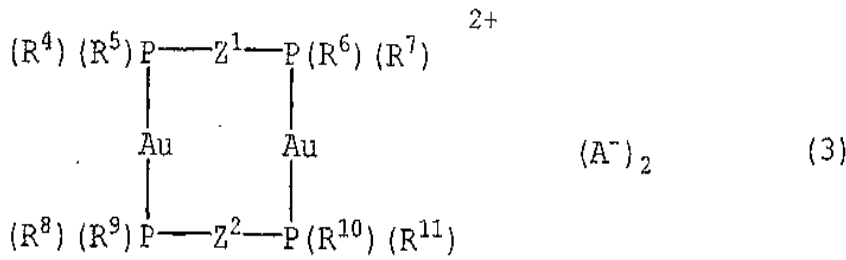 2+
(R⁴) (R⁵) P—Z¹—P (R⁶) (R⁷)
Au Au (A⁻)₂ (3)
(R⁸) (R⁹) P—Z²—P (R¹⁰) (R¹¹)